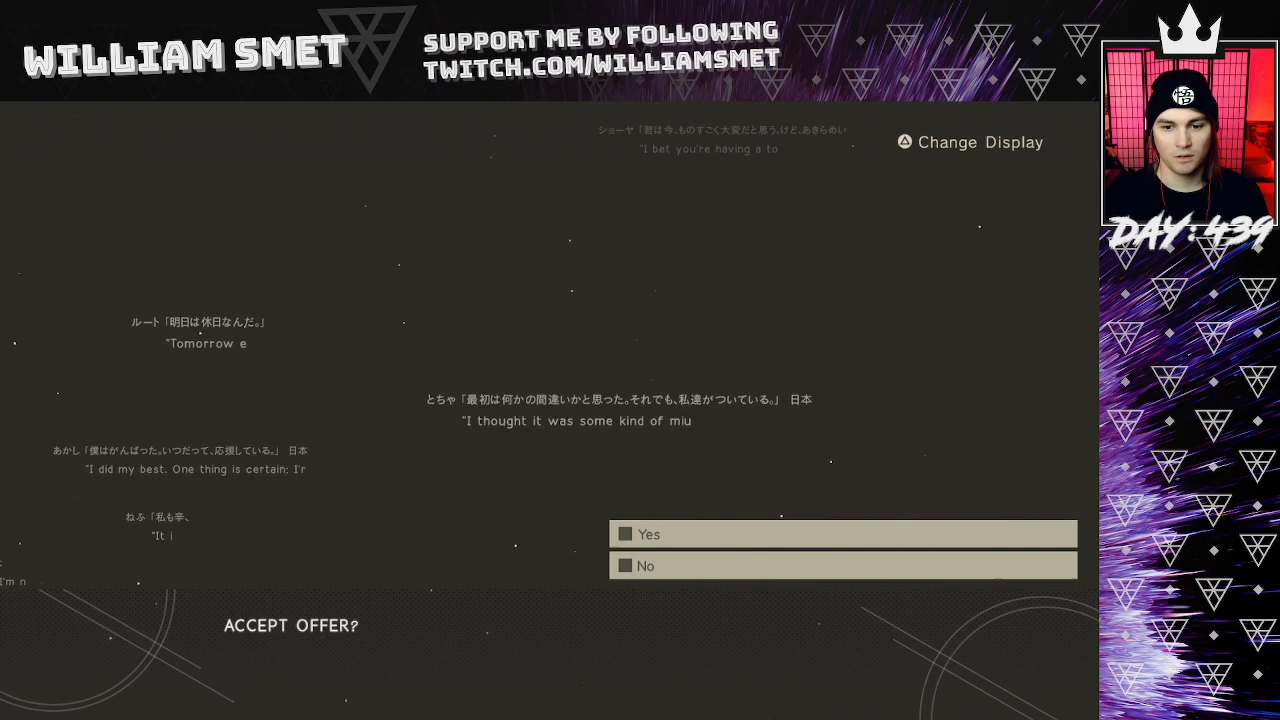 WILLIAM SMET
SUPPORT ME BY FOLLOWING
TWITCH.COM/WILLIAMSMET
ショーヤ「君は今、ものすごく大変だと思う。けど、あきらめい
"I bet you're having a to
Change Display
DAY: 439
ルート「明日は休日なんだ。」
"Tomorrow e
とちゃ「最初は何かの間違いかと思った。それでも、私達がついている。」 日本
"I thought it was some kind of miu
あかし「僕はがんばった。いつだって、応援している。」 日本
"I did my best. One thing is certain: I'r
ねふ「私も辛、
"It i
I'm n
Yes
No
ACCEPT OFFER?